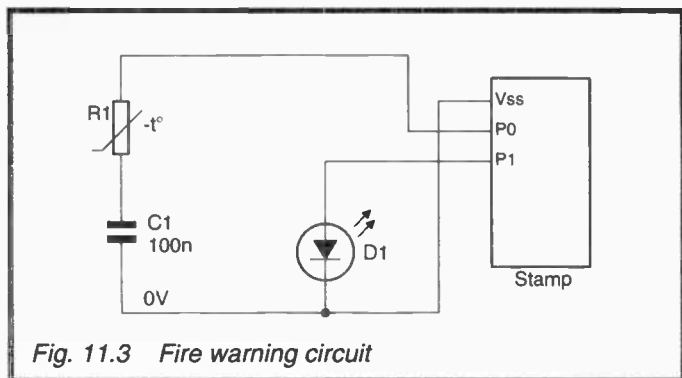 R1
-t°
C1
100n
0V
D1
Vss
P0
P1
Stamp
Fig. 11.3 Fire warning circuit